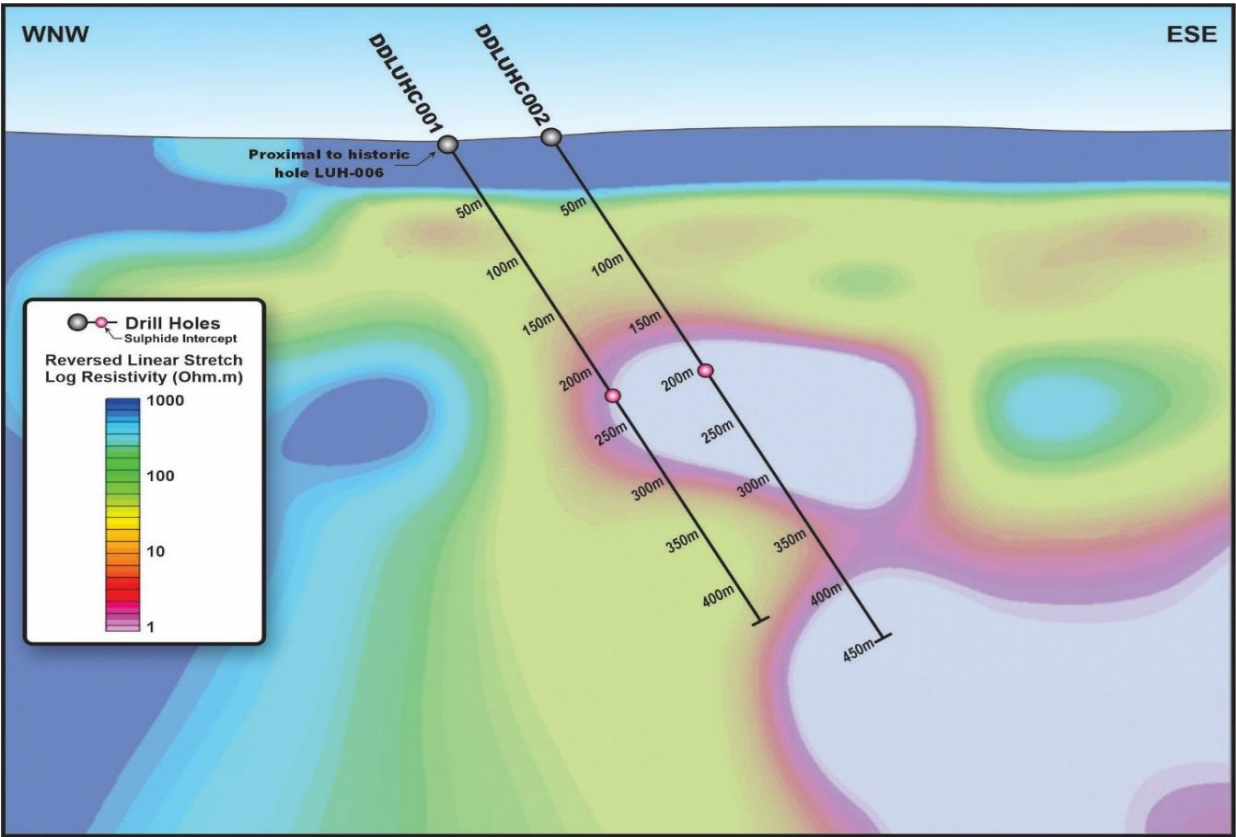 WNW
ESE
DDLUHC001
DDLUHC002
Proximal to historic
hole LUH-006
50m
100m
150m
200m
250m
300m
350m
400m
50m
100m
150m
200m
250m
300m
350m
400m
450m
Drill Holes
Sulphide Intercept
Reversed Linear Stretch
Log Resistivity (Ohm.m)
1000
100
10
1